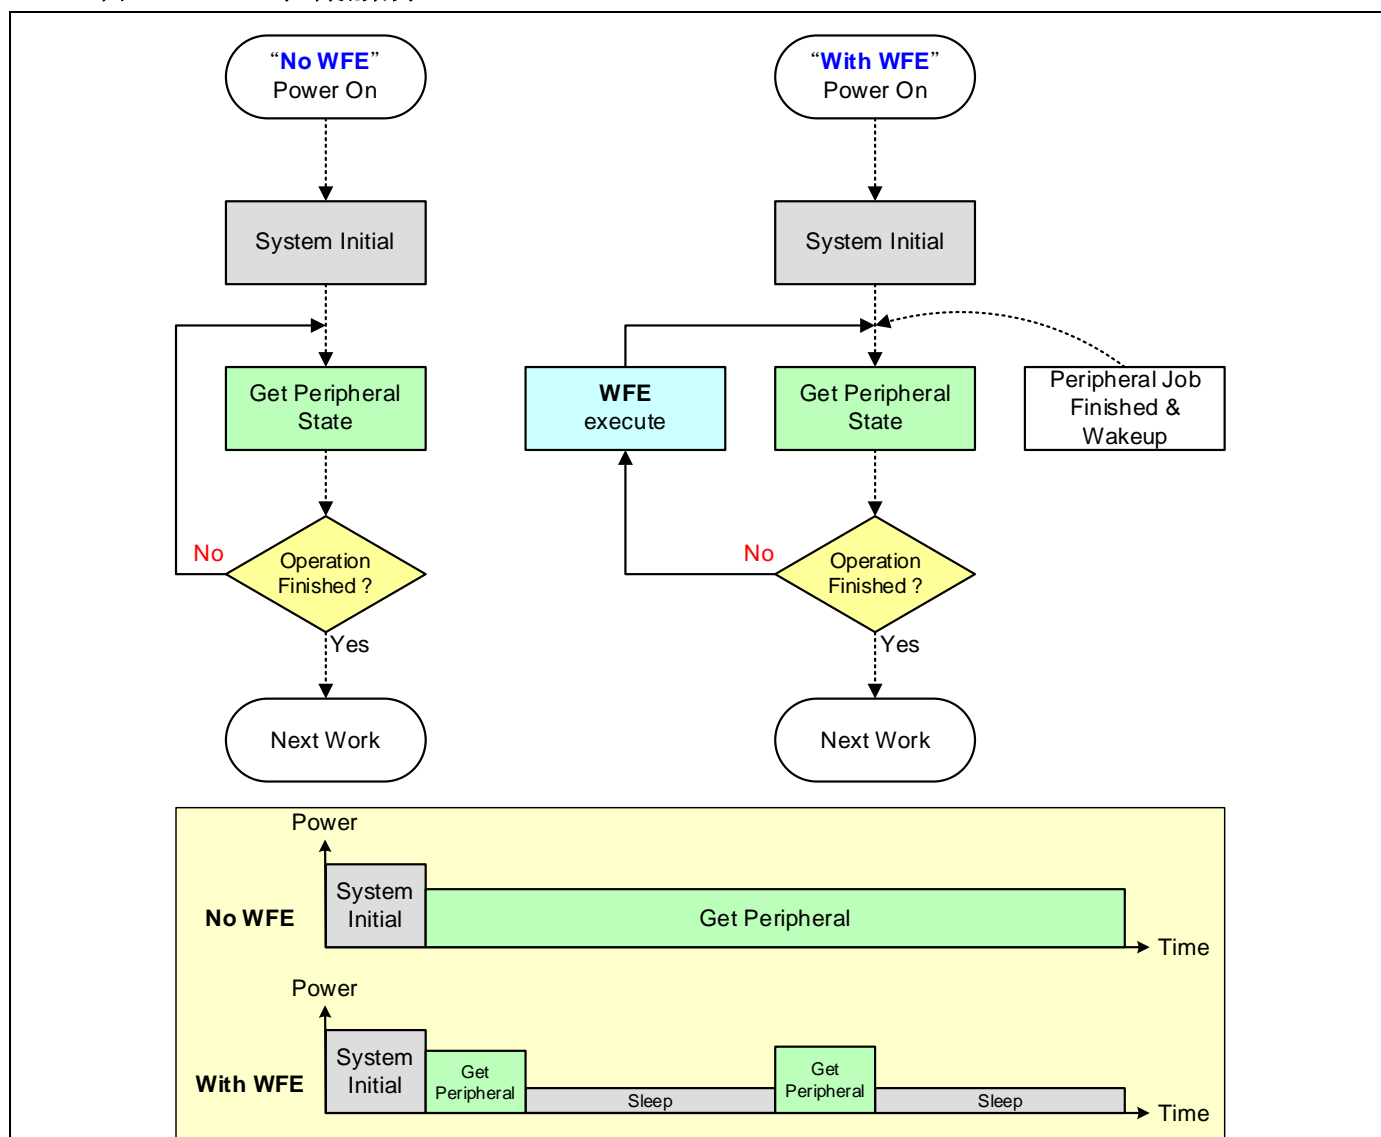 “No WFE”
Power On
System Initial
Get Peripheral
State
No
Operation
Finished ?
Yes
Next Work
“With WFE”
Power On
System Initial
WFE
execute
Get Peripheral
State
Peripheral Job
Finished &
Wakeup
No
Operation
Finished ?
Yes
Next Work
Power
No WFE
System
Initial
Get Peripheral
Time
Power
With WFE
System
Initial
Get
Peripheral
Sleep
Get
Peripheral
Sleep
Time